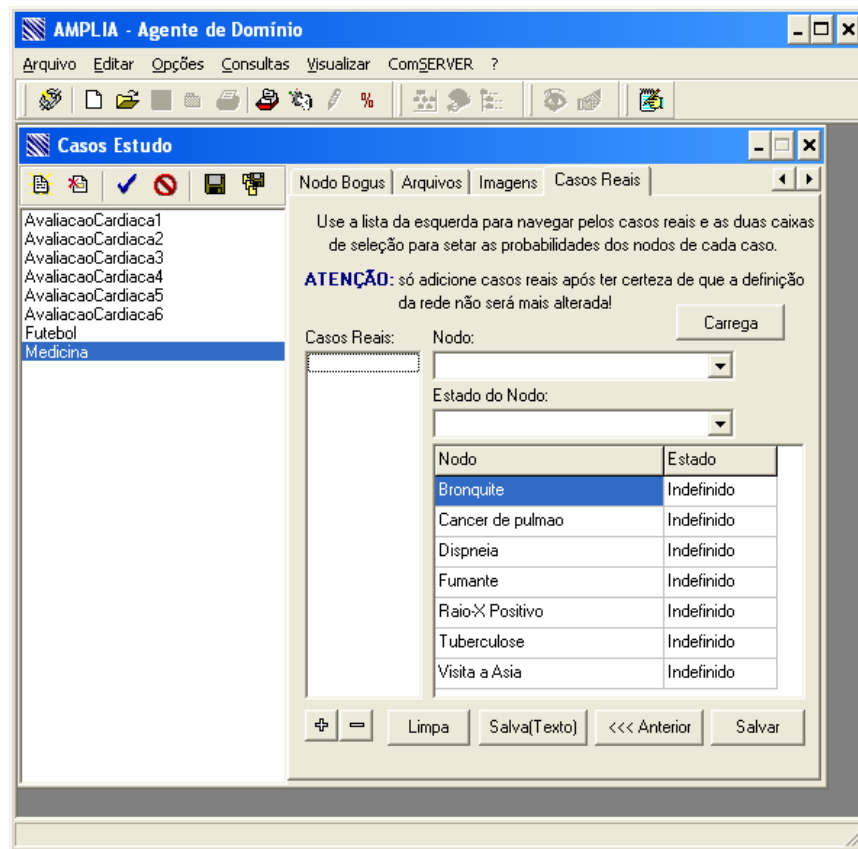 AMPLIA - Agente de Domínio
Arquivo Editar Opções Consultas Visualizar ComSERVER ?
%
Casos Estudo
Nodo Bogus Arquivos Imagens Casos Reais
AvaliacaoCardiaca1
AvaliacaoCardiaca2
AvaliacaoCardiaca3
AvaliacaoCardiaca4
AvaliacaoCardiaca5
AvaliacaoCardiaca6
Futebol
Medicina
Use a lista da esquerda para navegar pelos casos reais e as duas caixas
de seleção para setar as probabilidades dos nodos de cada caso.
ATENÇÃO: só adicione casos reais após ter certeza de que a definição
da rede não será mais alterada!
Carrega
Casos Reais: Nodo:
Estado do Nodo:
Nodo Estado
Bronquite Indefinido
Cancer de pulmao Indefinido
Dispneia Indefinido
Fumante Indefinido
Raio-X Positivo Indefinido
Tuberculose Indefinido
Visita a Asia Indefinido
Limpa Salva(Texto) <<< Anterior Salvar